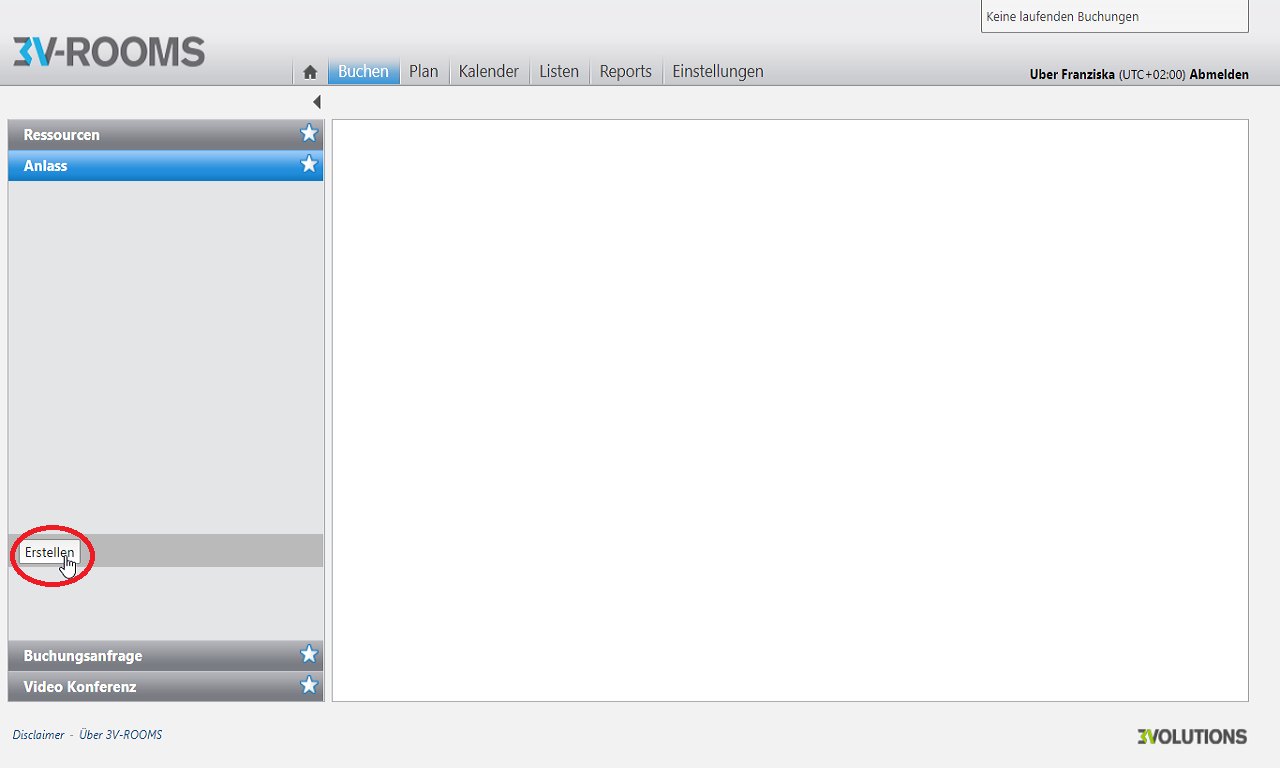 Keine laufenden Buchungen
3V-ROOMS
Buchen Plan Kalender Listen Reports Einstellungen
Uber Franziska (UTC+02:00) Abmelden
Ressourcen
Anlass
Erstellen
Buchungsanfrage
Video Konferenz
Disclaimer - Über 3V-ROOMS
3VOLUTIONS